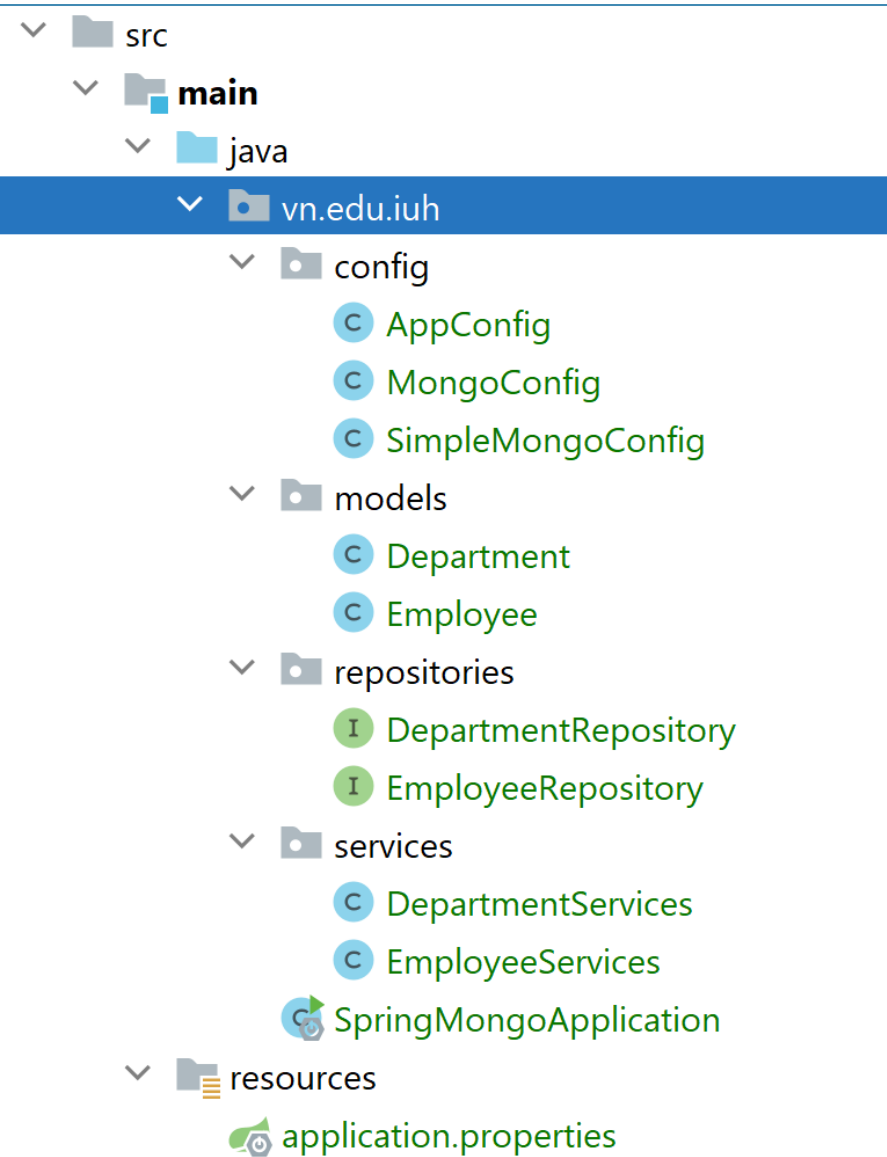 src
main
java
vn.edu.iuh
config
C AppConfig
C MongoConfig
C SimpleMongoConfig
models
C Department
C Employee
repositories
I DepartmentRepository
I EmployeeRepository
services
C DepartmentServices
C EmployeeServices
C SpringMongoApplication
resources
application.properties